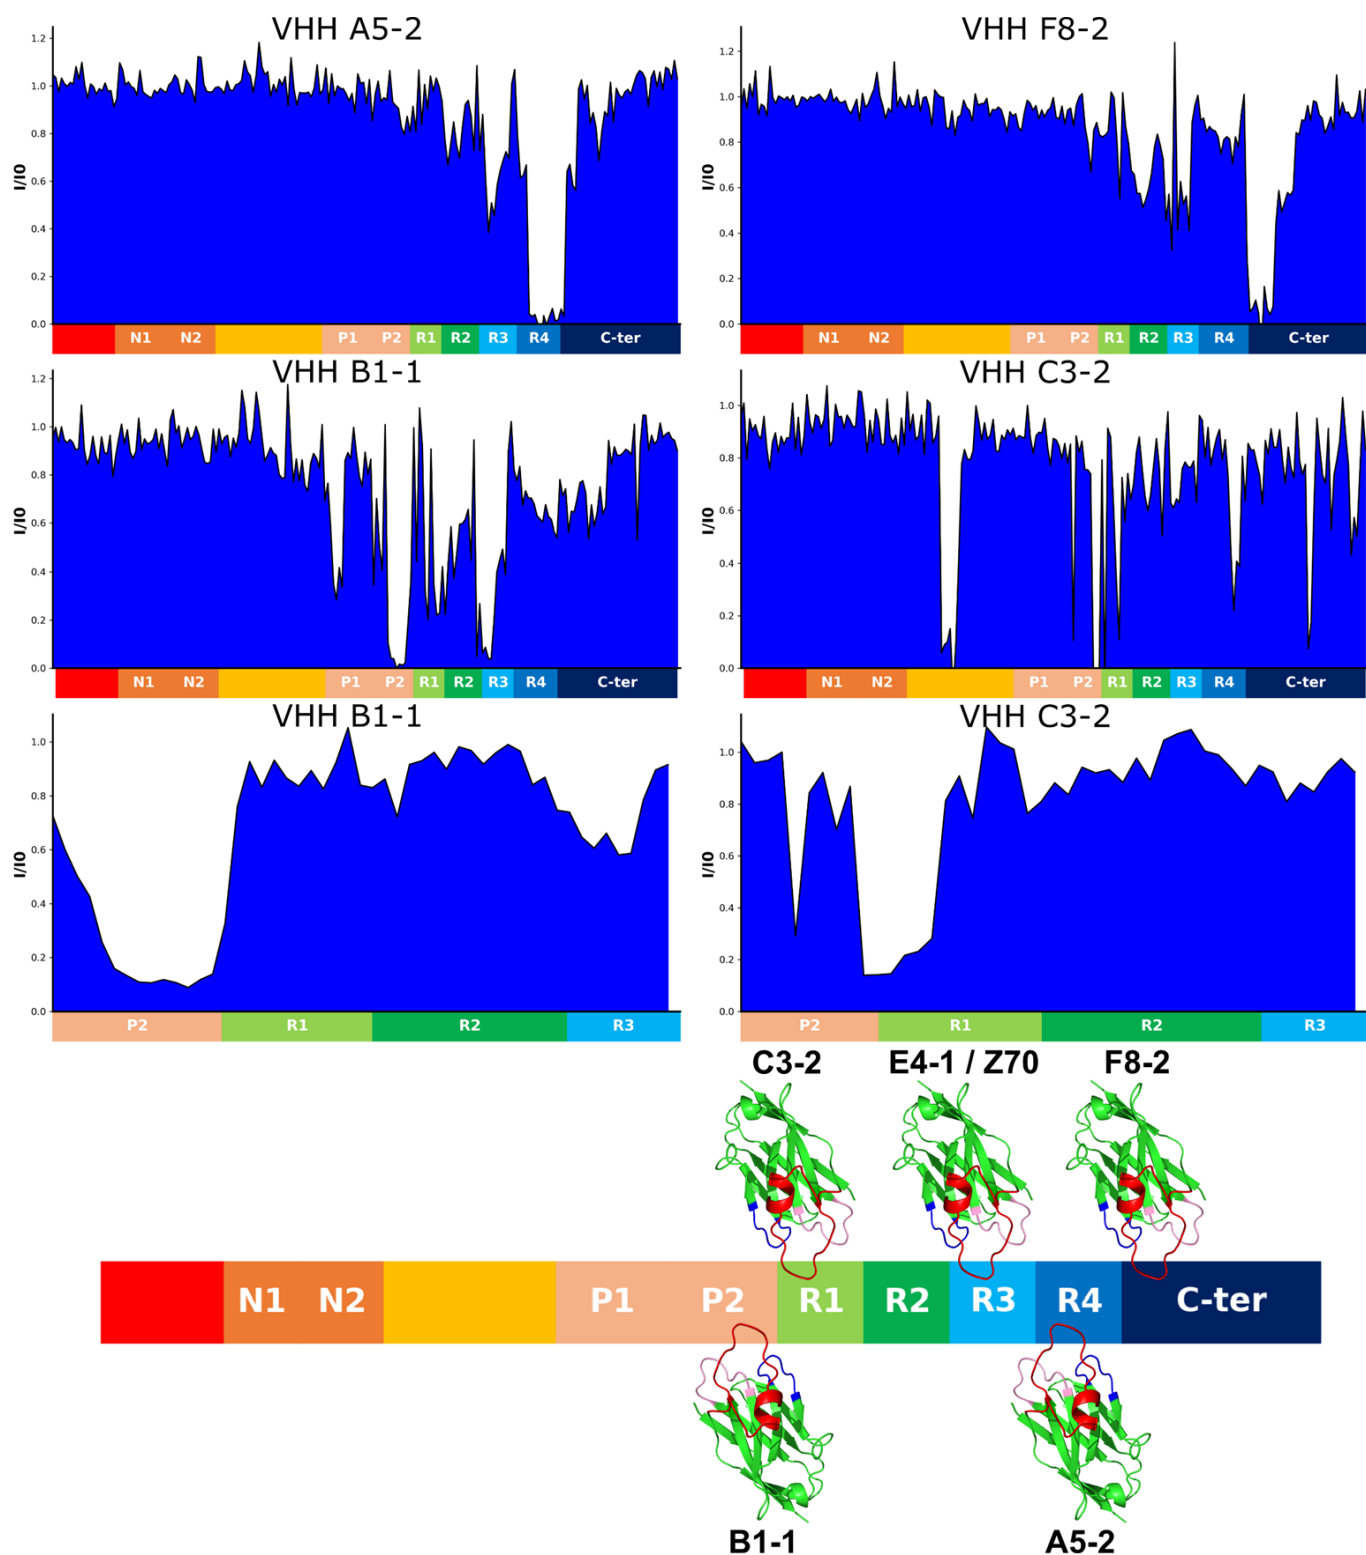 VHH A5-2
VHH F8-2
1.2
1.0
0.8
0.6
0.4
0.2
0.0
I/I0
1.2
1.0
0.8
0.6
0.4
0.2
0.0
I/I0
N1 N2 P1 P2 R1 R2 R3 R4 C-ter
N1 N2 P1 P2 R1 R2 R3 R4 C-ter
VHH B1-1
VHH C3-2
1.2
1.0
0.8
0.6
0.4
0.2
0.0
I/I0
1.0
0.8
0.6
0.4
0.2
0.0
I/I0
N1 N2 P1 P2 R1 R2 R3 R4 C-ter
N1 N2 P1 P2 R1 R2 R3 R4 C-ter
VHH B1-1
VHH C3-2
1.0
0.8
0.6
0.4
0.2
0.0
I/I0
1.0
0.8
0.6
0.4
0.2
0.0
I/I0
P2 R1 R2 R3
P2 R1 R2 R3
C3-2 E4-1 / Z70 F8-2
N1 N2 P1 P2 R1 R2 R3 R4 C-ter
B1-1 A5-2